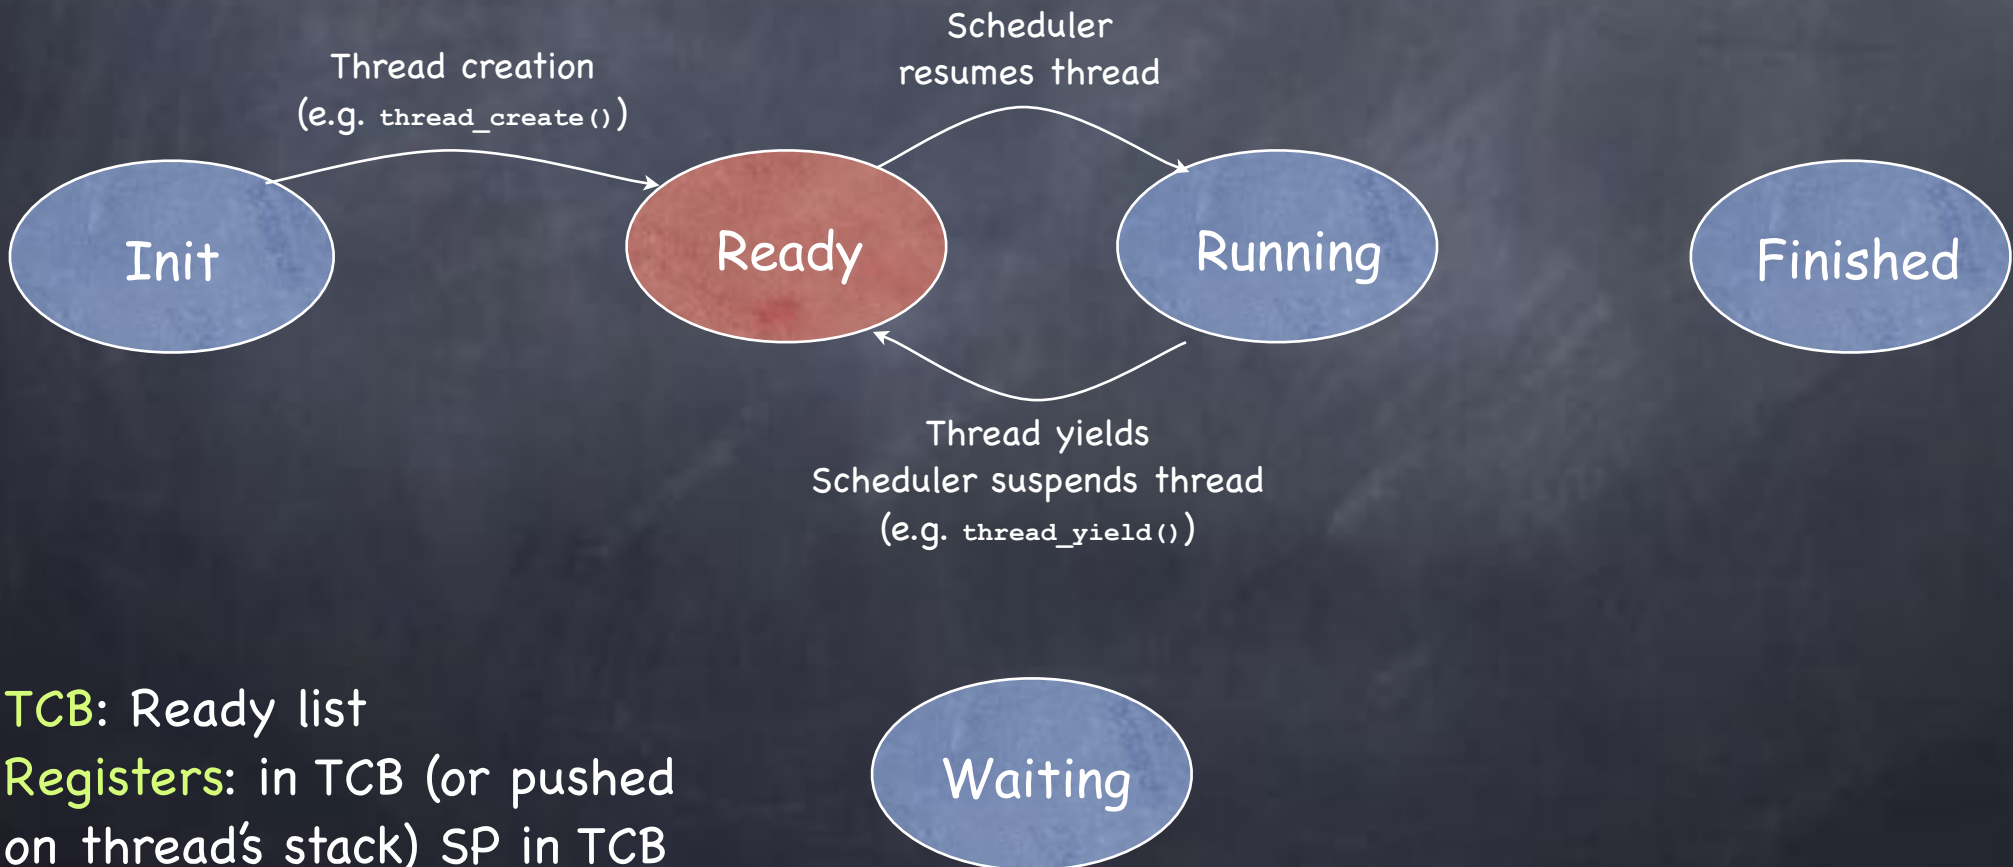 Scheduler
resumes thread
Thread creation
(e.g. thread_create())
Init
Ready
Running
Finished
Thread yields
Scheduler suspends thread
(e.g. thread_yield())
TCB: Ready list
Registers: in TCB (or pushed
on thread's stack) SP in TCB
Waiting